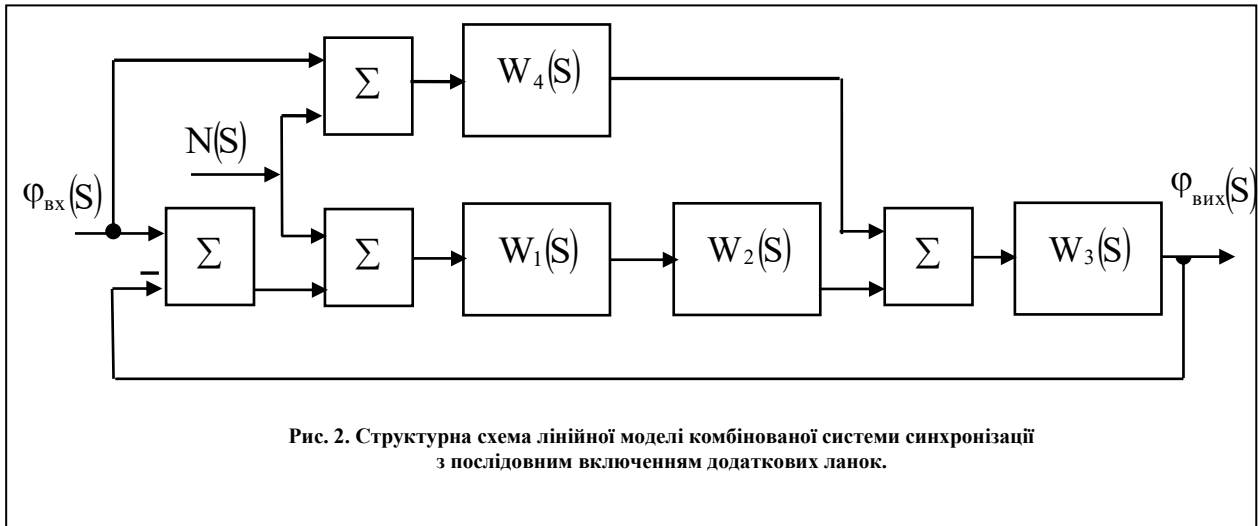 Σ
W₄(S)
N(S)
φвх(S)
φвих(S)
Σ
Σ
W₁(S)
W₂(S)
Σ
W₃(S)
–
Рис. 2. Структурна схема лінійної моделі комбінованої системи синхронізації
з послідовним включенням додаткових ланок.